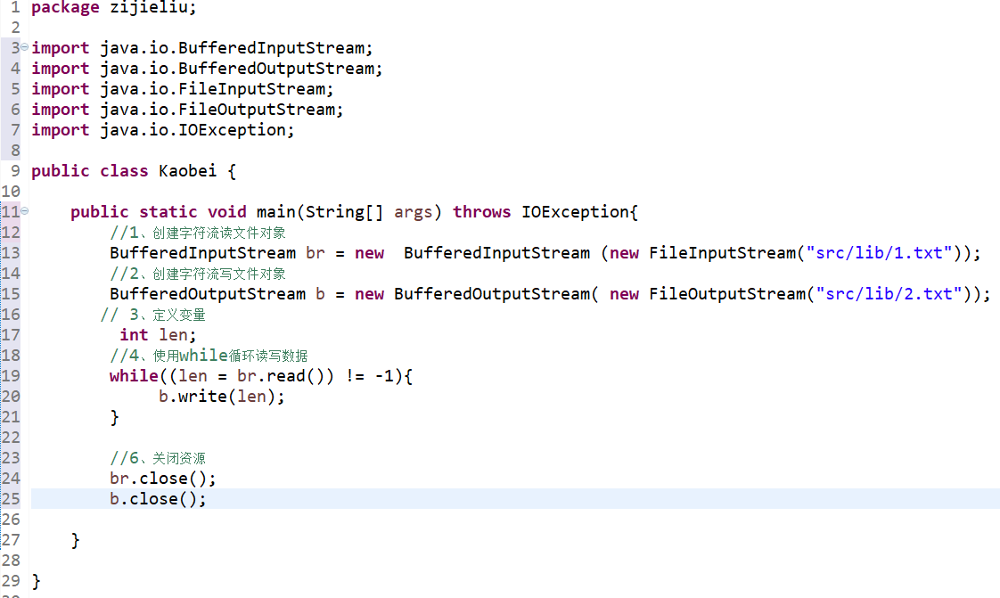 1 package zijieliu;
2
3 import java.io.BufferedInputStream;
4 import java.io.BufferedOutputStream;
5 import java.io.FileInputStream;
6 import java.io.FileOutputStream;
7 import java.io.IOException;
8
9 public class Kaobei {
10
11     public static void main(String[] args) throws IOException{
12         //1、创建字符流读文件对象
13         BufferedInputStream br = new  BufferedInputStream (new FileInputStream("src/lib/1.txt"));
14         //2、创建字符流写文件对象
15         BufferedOutputStream b = new BufferedOutputStream( new FileOutputStream("src/lib/2.txt"));
16        // 3、定义变量
17          int len;
18         //4、使用while循环读写数据
19         while((len = br.read()) != -1){
20              b.write(len);
21         }
22
23         //6、关闭资源
24         br.close();
25         b.close();
26
27     }
28
29 }